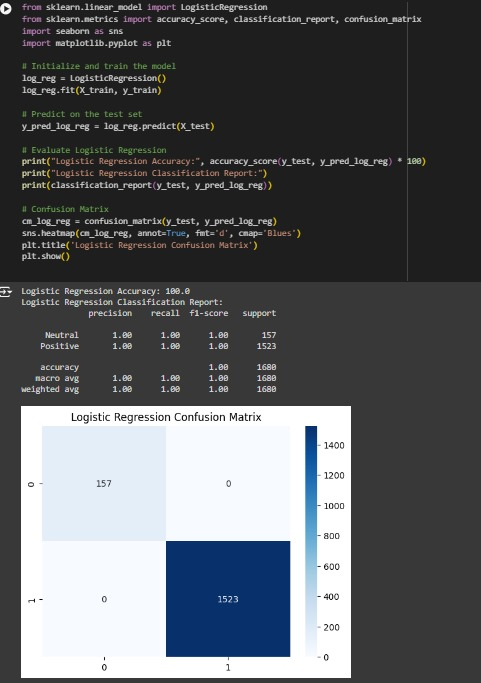 from sklearn.linear_model import LogisticRegression
from sklearn.metrics import accuracy_score, classification_report, confusion_matrix
import seaborn as sns
import matplotlib.pyplot as plt
# Initialize and train the model
log_reg = LogisticRegression()
log_reg.fit(X_train, y_train)
# Predict on the test set
y_pred_log_reg = log_reg.predict(X_test)
# Evaluate Logistic Regression
print("Logistic Regression Accuracy:", accuracy_score(y_test, y_pred_log_reg) * 100)
print("Logistic Regression Classification Report:")
print(classification_report(y_test, y_pred_log_reg))
# Confusion Matrix
cm_log_reg = confusion_matrix(y_test, y_pred_log_reg)
sns.heatmap(cm_log_reg, annot=True, fmt='d', cmap='Blues')
plt.title('Logistic Regression Confusion Matrix')
plt.show()
Logistic Regression Accuracy: 100.0
Logistic Regression Classification Report:
precision recall f1-score support
Neutral 1.00 1.00 1.00 157
Positive 1.00 1.00 1.00 1523
accuracy 1.00 1680
macro avg 1.00 1.00 1.00 1680
weighted avg 1.00 1.00 1.00 1680
Logistic Regression Confusion Matrix
1400
1200
0 157 0
1000
800
600
1 0 1523
400
200
0
0 1